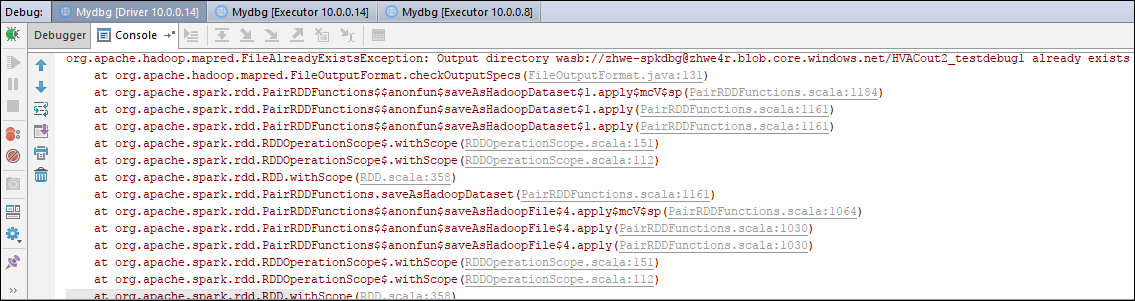 Debug: Mydbg [Driver 10.0.0.14] Mydbg [Executor 10.0.0.14] Mydbg [Executor 10.0.0.8]
Debugger Console
org.apache.hadoop.mapred.FileAlreadyExistsException: Output directory wasb://zhwe-spkdbg@zhwe4r.blob.core.windows.net/HVACout2_testdebug1 already exists
at org.apache.hadoop.mapred.FileOutputFormat.checkOutputSpecs(FileOutputFormat.java:131)
at org.apache.spark.rdd.PairRDDFunctions$$anonfun$saveAsHadoopDataset$1.apply$mcV$sp(PairRDDFunctions.scala:1184)
at org.apache.spark.rdd.PairRDDFunctions$$anonfun$saveAsHadoopDataset$1.apply(PairRDDFunctions.scala:1161)
at org.apache.spark.rdd.PairRDDFunctions$$anonfun$saveAsHadoopDataset$1.apply(PairRDDFunctions.scala:1161)
at org.apache.spark.rdd.RDDOperationScope$.withScope(RDDOperationScope.scala:151)
at org.apache.spark.rdd.RDDOperationScope$.withScope(RDDOperationScope.scala:112)
at org.apache.spark.rdd.RDD.withScope(RDD.scala:358)
at org.apache.spark.rdd.PairRDDFunctions.saveAsHadoopDataset(PairRDDFunctions.scala:1161)
at org.apache.spark.rdd.PairRDDFunctions$$anonfun$saveAsHadoopFile$4.apply$mcV$sp(PairRDDFunctions.scala:1064)
at org.apache.spark.rdd.PairRDDFunctions$$anonfun$saveAsHadoopFile$4.apply(PairRDDFunctions.scala:1030)
at org.apache.spark.rdd.PairRDDFunctions$$anonfun$saveAsHadoopFile$4.apply(PairRDDFunctions.scala:1030)
at org.apache.spark.rdd.RDDOperationScope$.withScope(RDDOperationScope.scala:151)
at org.apache.spark.rdd.RDDOperationScope$.withScope(RDDOperationScope.scala:112)
at org.apache.spark.rdd.RDD.withScope(RDD.scala:358)